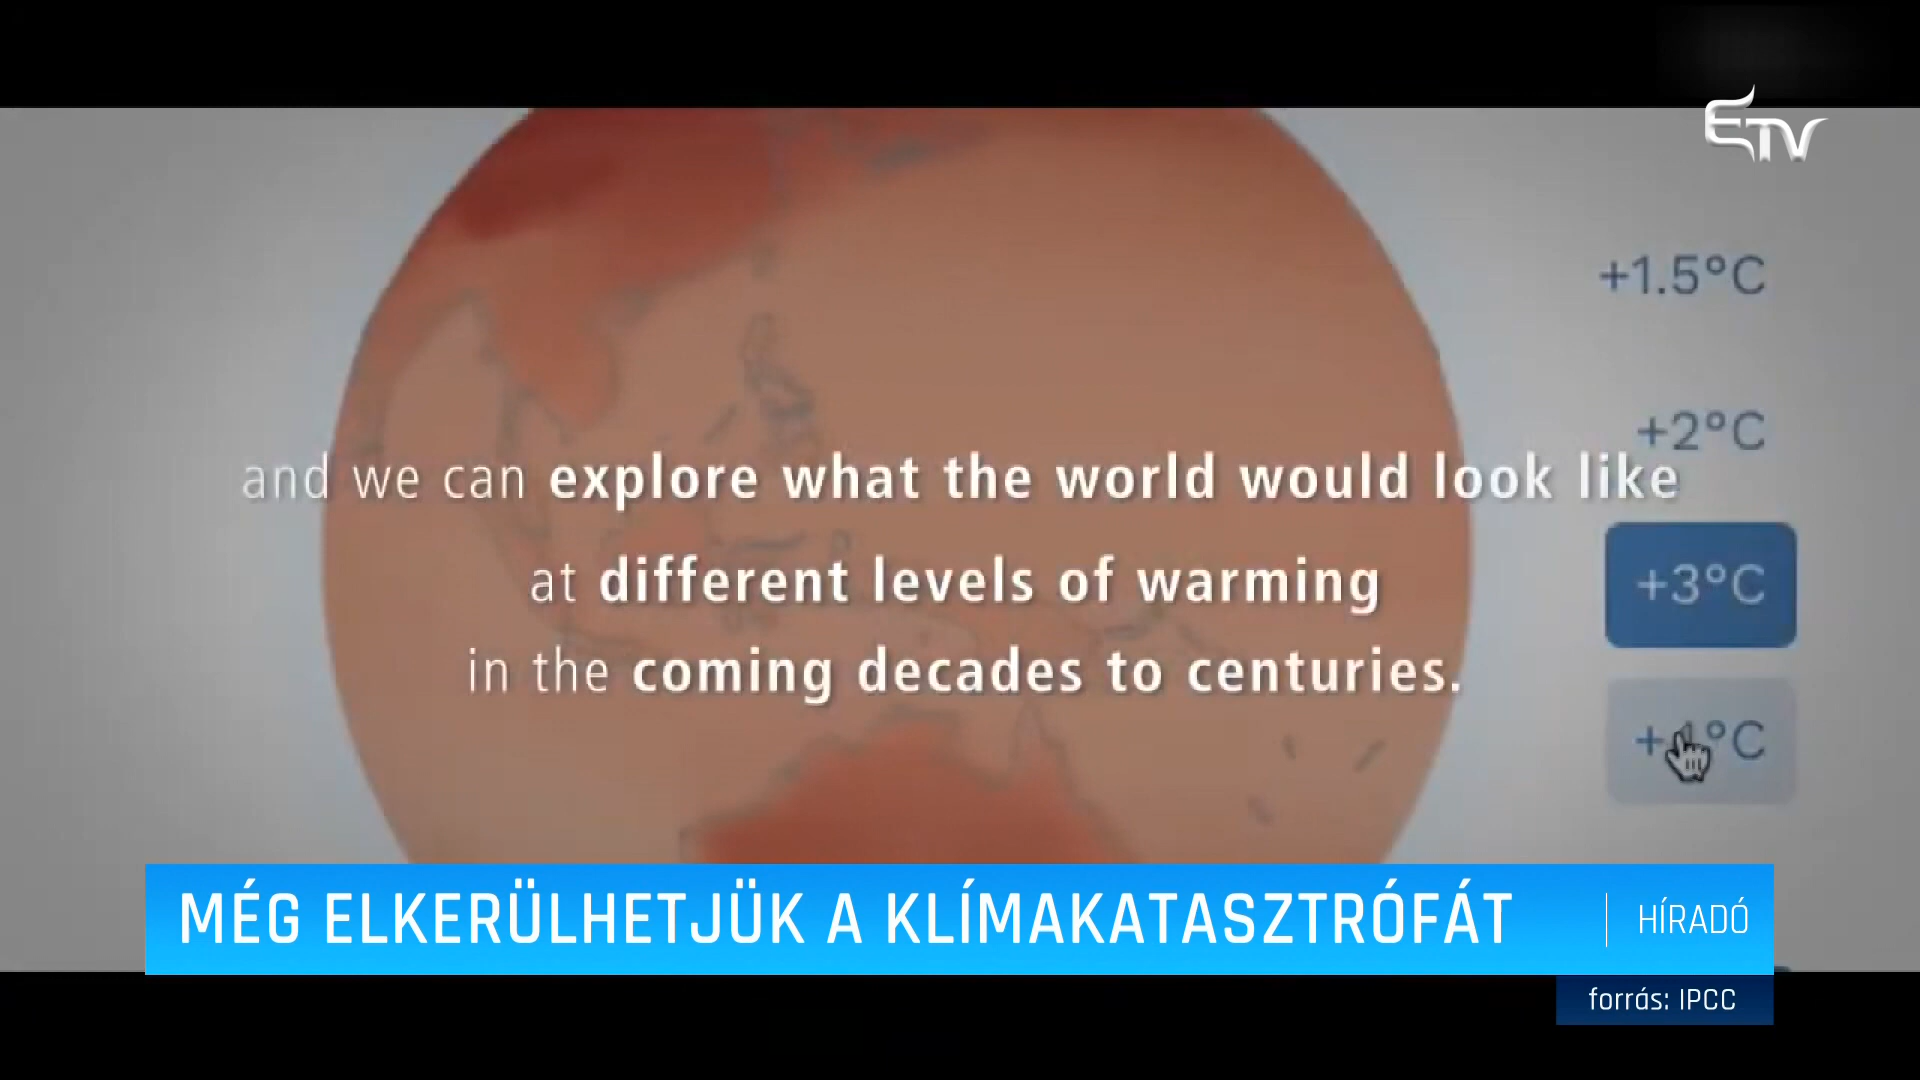 ETV
+1.5°C
+2°C
and we can explore what the world would look like
+3°C
at different levels of warming
in the coming decades to centuries.
+4°C
MÉG ELKERÜLHETJÜK A KLÍMAKATASZTRÓFÁT
HÍRADÓ
forrás: IPCC